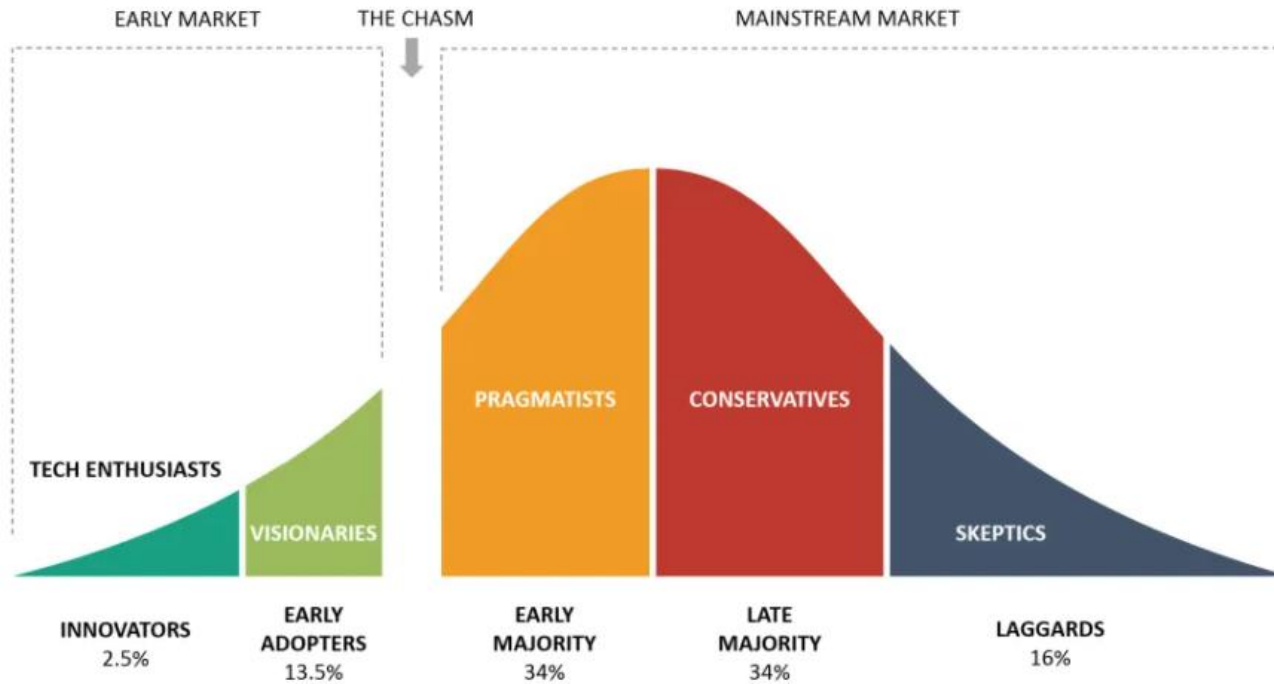 EARLY MARKET
THE CHASM
MAINSTREAM MARKET
TECH ENTHUSIASTS
VISIONARIES
PRAGMATISTS
CONSERVATIVES
SKEPTICS
INNOVATORS
2.5%
EARLY
ADOPTERS
13.5%
EARLY
MAJORITY
34%
LATE
MAJORITY
34%
LAGGARDS
16%